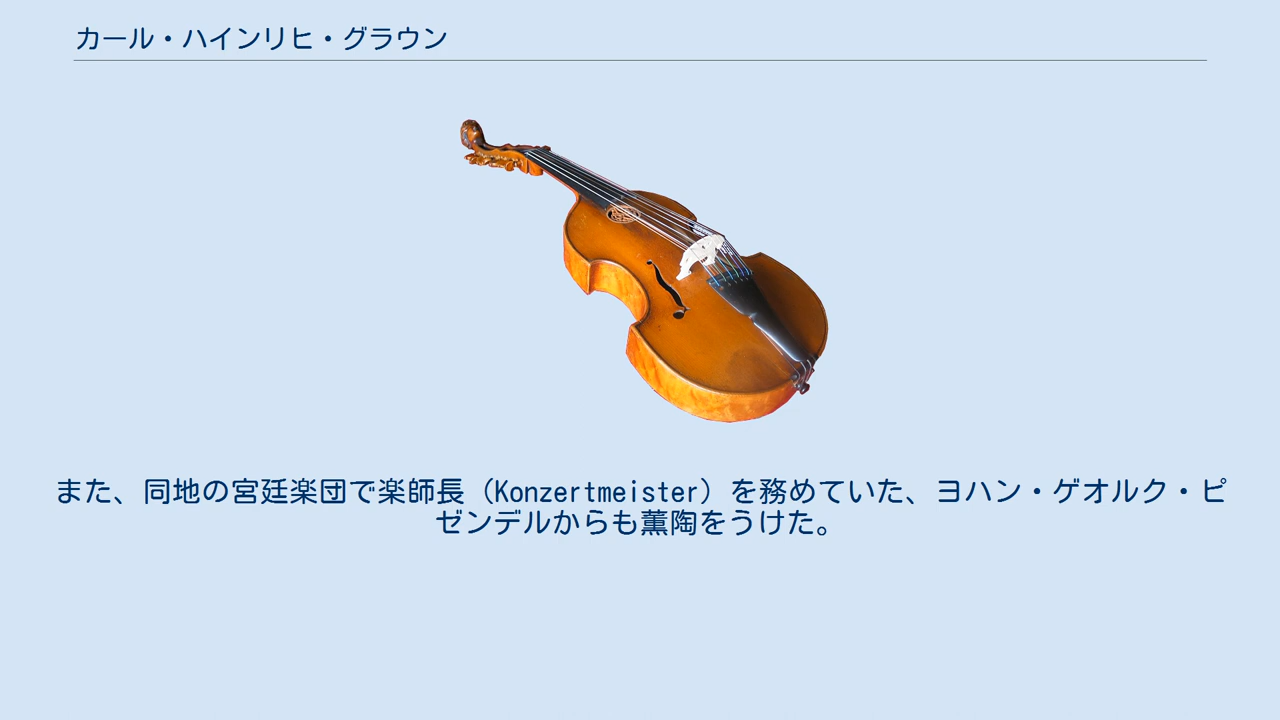 カール・ハインリヒ・グラウン
また、同地の宮廷楽団で楽師長（Konzertmeister）を務めていた、ヨハン・ゲオルク・ピ
ゼンデルからも薫陶をうけた。